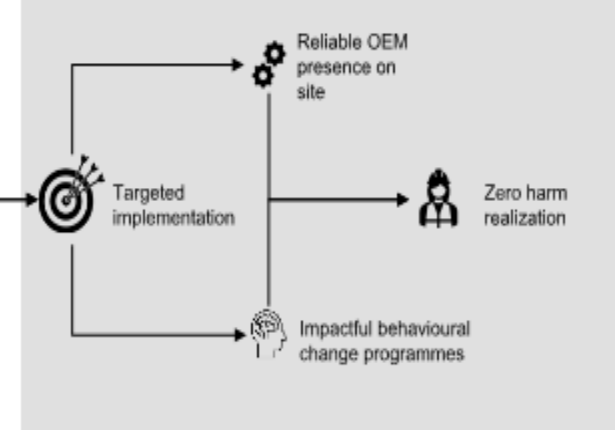 Reliable OEM
presence on
site
Targeted
implementation
Zero harm
realization
Impactful behavioural
change programmes